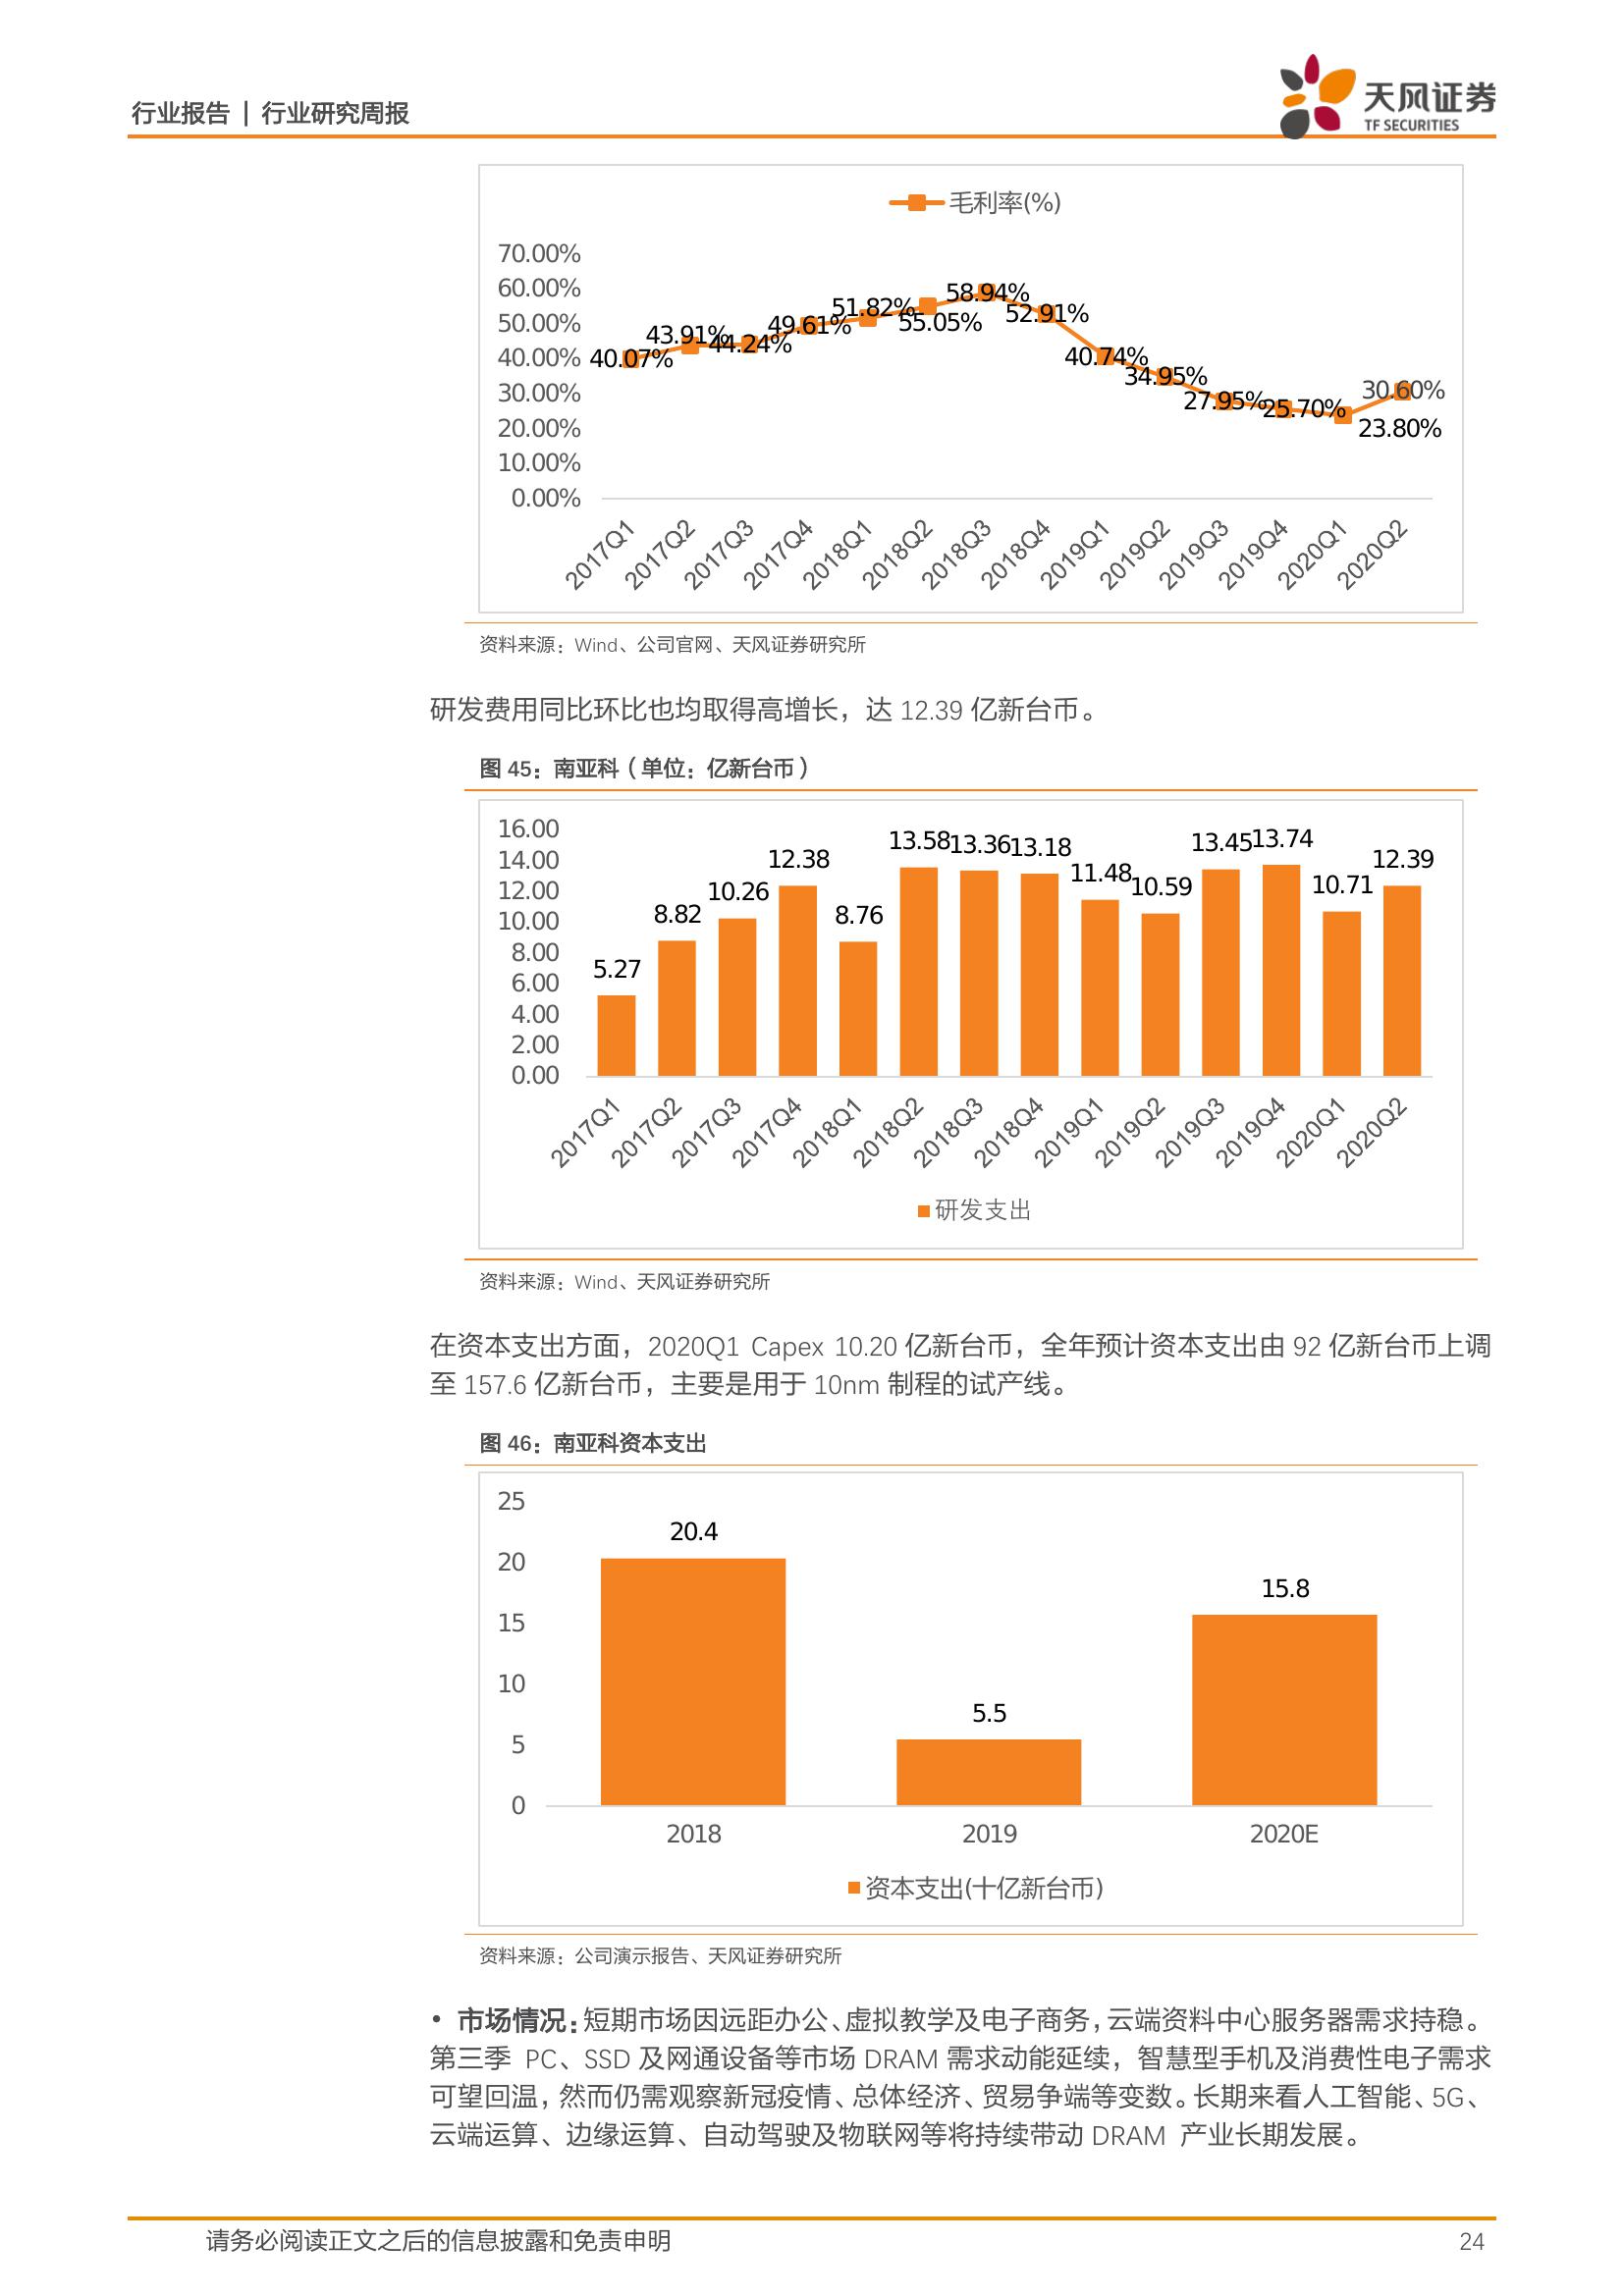 行业报告 | 行业研究周报
天风证券
TF SECURITIES
毛利率(%)
70.00%
60.00%
50.00%
40.00%
30.00%
20.00%
10.00%
0.00%
40.07%
43.91%
44.24%
49.61%
51.82%
55.05%
58.94%
52.91%
40.74%
34.95%
27.95%
25.70%
23.80%
30.60%
2017Q1
2017Q2
2017Q3
2017Q4
2018Q1
2018Q2
2018Q3
2018Q4
2019Q1
2019Q2
2019Q3
2019Q4
2020Q1
2020Q2
资料来源：Wind、公司官网、天风证券研究所
研发费用同比环比也均取得高增长，达 12.39 亿新台币。
图 45：南亚科（单位：亿新台币）
16.00
14.00
12.00
10.00
8.00
6.00
4.00
2.00
0.00
5.27
8.82
10.26
12.38
8.76
13.58
13.36
13.18
11.48
10.59
13.45
13.74
10.71
12.39
2017Q1
2017Q2
2017Q3
2017Q4
2018Q1
2018Q2
2018Q3
2018Q4
2019Q1
2019Q2
2019Q3
2019Q4
2020Q1
2020Q2
研发支出
资料来源：Wind、天风证券研究所
在资本支出方面，2020Q1 Capex 10.20 亿新台币，全年预计资本支出由 92 亿新台币上调
至 157.6 亿新台币，主要是用于 10nm 制程的试产线。
图 46：南亚科资本支出
25
20
15
10
5
0
20.4
5.5
15.8
2018
2019
2020E
资本支出(十亿新台币)
资料来源：公司演示报告、天风证券研究所
• 市场情况：短期市场因远距办公、虚拟教学及电子商务，云端资料中心服务器需求持稳。
第三季 PC、SSD 及网通设备等市场 DRAM 需求动能延续，智慧型手机及消费性电子需求
可望回温，然而仍需观察新冠疫情、总体经济、贸易争端等变数。长期来看人工智能、5G、
云端运算、边缘运算、自动驾驶及物联网等将持续带动 DRAM 产业长期发展。
请务必阅读正文之后的信息披露和免责申明
24